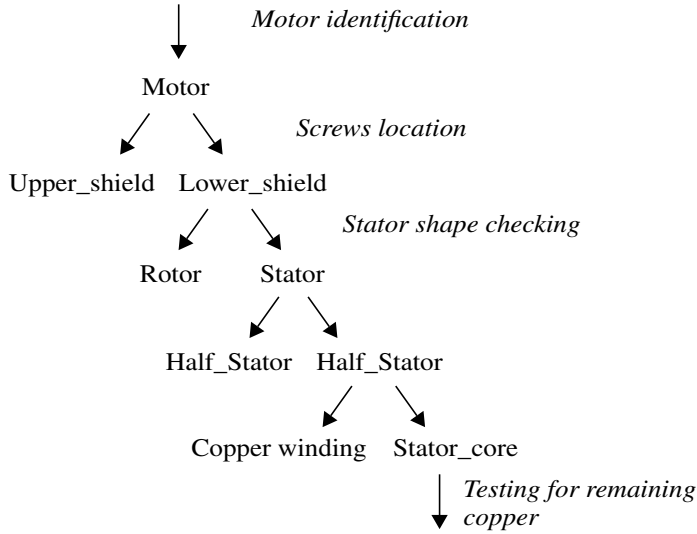 Motor identification
Motor
Screws location
Upper_shield Lower_shield
Stator shape checking
Rotor Stator
Half_Stator Half_Stator
Copper winding Stator_core
Testing for remaining
copper